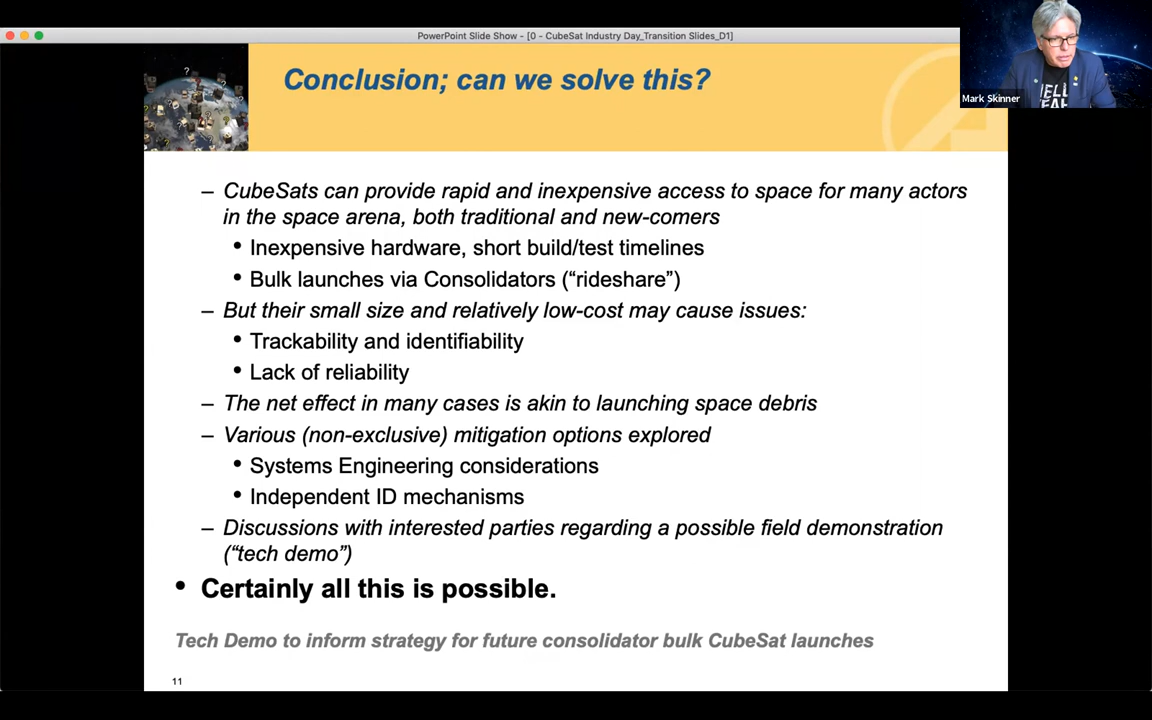 PowerPoint Slide Show - [0 - CubeSat Industry Day_Transition Slides_D1]
Mark Skinner
Conclusion; can we solve this?
– CubeSats can provide rapid and inexpensive access to space for many actors
in the space arena, both traditional and new-comers
• Inexpensive hardware, short build/test timelines
• Bulk launches via Consolidators (“rideshare”)
– But their small size and relatively low-cost may cause issues:
• Trackability and identifiability
• Lack of reliability
– The net effect in many cases is akin to launching space debris
– Various (non-exclusive) mitigation options explored
• Systems Engineering considerations
• Independent ID mechanisms
– Discussions with interested parties regarding a possible field demonstration
(“tech demo”)
• Certainly all this is possible.
Tech Demo to inform strategy for future consolidator bulk CubeSat launches
11